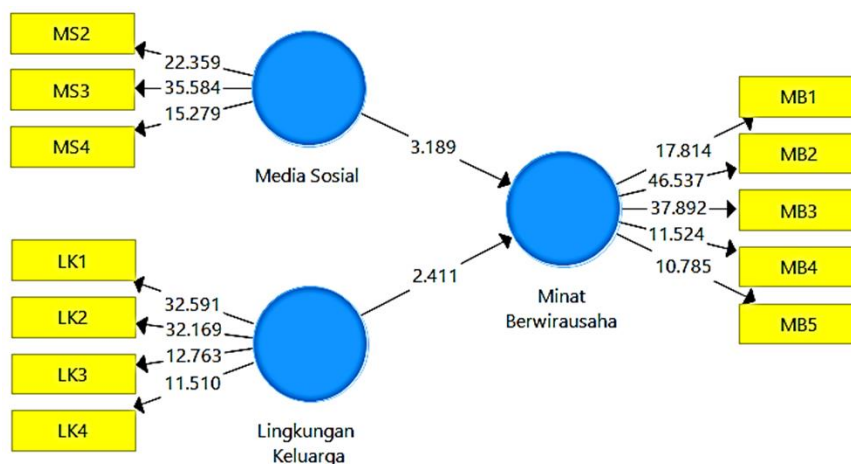 MS2
22.359
MS3
35.584
MS4
15.279
Media Sosial
3.189
MB1
17.814
MB2
46.537
MB3
37.892
MB4
11.524
MB5
10.785
Minat
Berwirausaha
2.411
LK1
32.591
LK2
32.169
LK3
12.763
LK4
11.510
Lingkungan
Keluarga